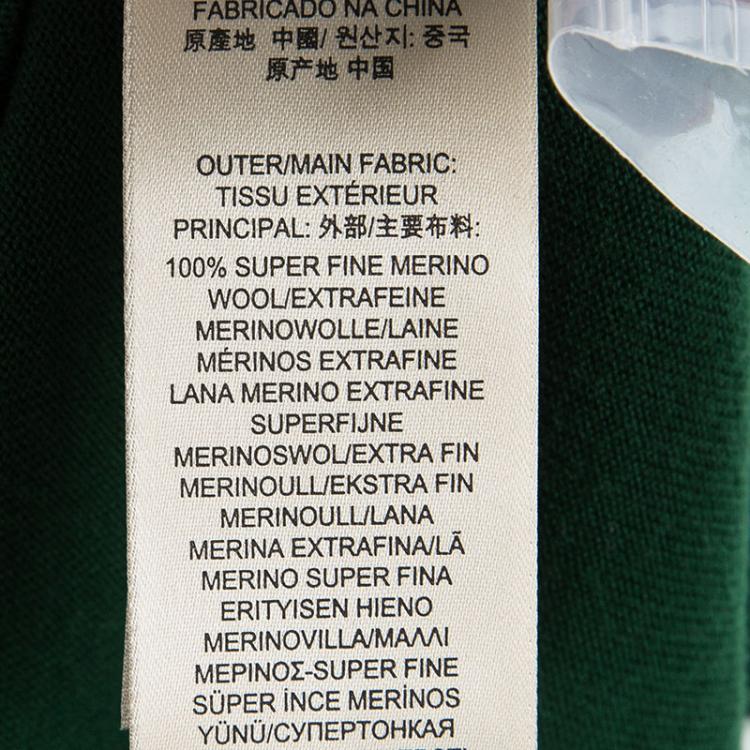 FABRICADO NA CHINA
原產地 中國/ 원산지: 중국
原产地 中国
OUTER/MAIN FABRIC:
TISSU EXTÉRIEUR
PRINCIPAL: 外部/主要布料:
100% SUPER FINE MERINO
WOOL/EXTRAFEINE
MERINOWOLLE/LAINE
MÉRINOS EXTRAFINE
LANA MERINO EXTRAFINE
SUPERFIJNE
MERINOSWOL/EXTRA FIN
MERINOULL/EKSTRA FIN
MERINOULL/LANA
MERINA EXTRAFINA/LÃ
MERINO SUPER FINA
ERITYISEN HIENO
MERINOVILLA/ΜΑΛΛΙ
ΜΕΡΙΝΟΣ-SUPER FINE
SÜPER İNCE MERİNOS
YÜNÜ/СУПЕРТОНКАЯ